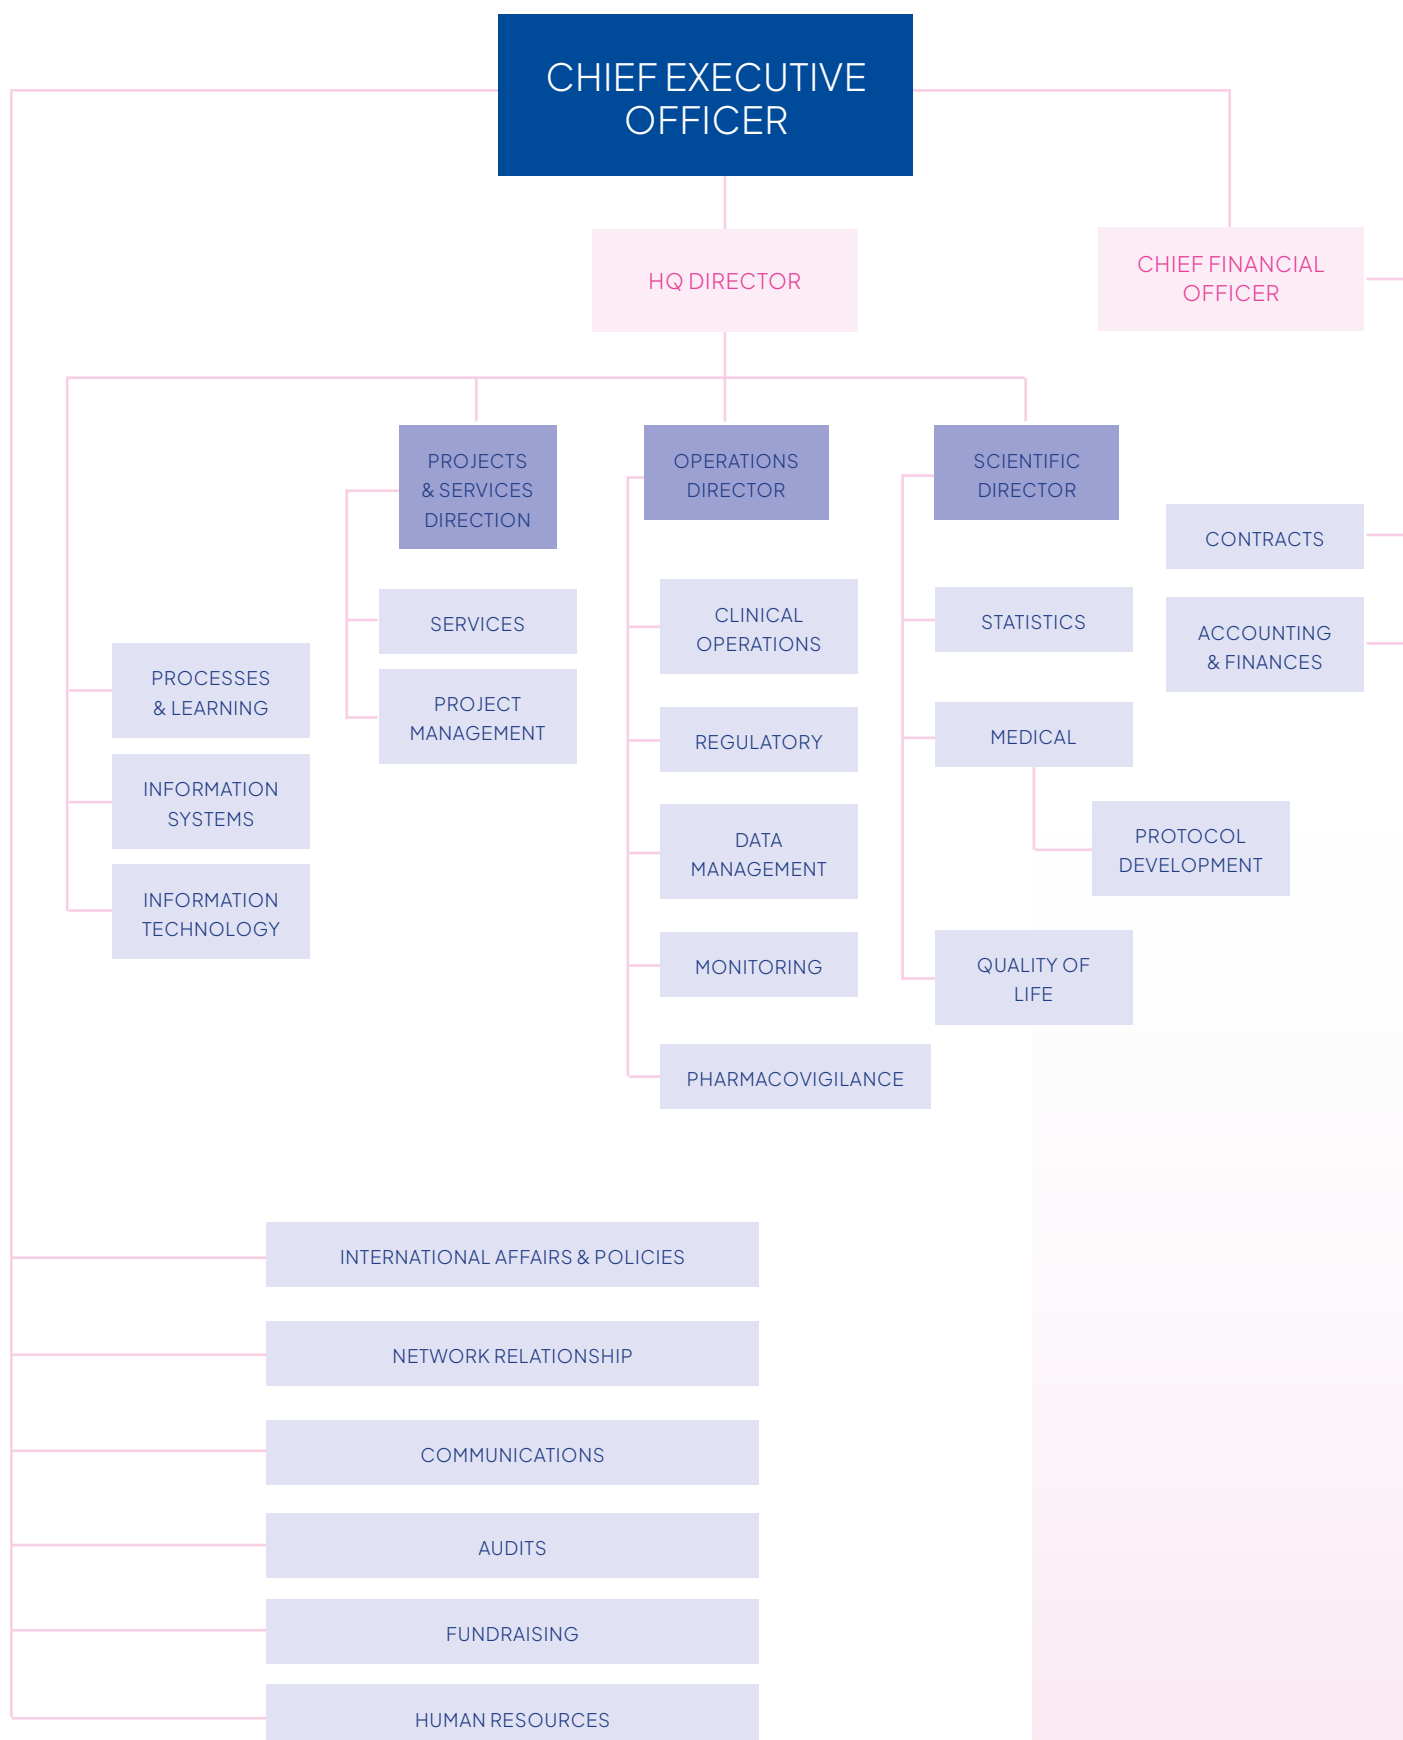 CHIEF EXECUTIVE
OFFICER
HQ DIRECTOR
CHIEF FINANCIAL
OFFICER
PROJECTS
& SERVICES
DIRECTION
OPERATIONS
DIRECTOR
SCIENTIFIC
DIRECTOR
PROCESSES
& LEARNING
INFORMATION
SYSTEMS
INFORMATION
TECHNOLOGY
SERVICES
PROJECT
MANAGEMENT
CLINICAL
OPERATIONS
REGULATORY
DATA
MANAGEMENT
MONITORING
PHARMACOVIGILANCE
STATISTICS
MEDICAL
PROTOCOL
DEVELOPMENT
QUALITY OF
LIFE
CONTRACTS
ACCOUNTING
& FINANCES
INTERNATIONAL AFFAIRS & POLICIES
NETWORK RELATIONSHIP
COMMUNICATIONS
AUDITS
FUNDRAISING
HUMAN RESOURCES